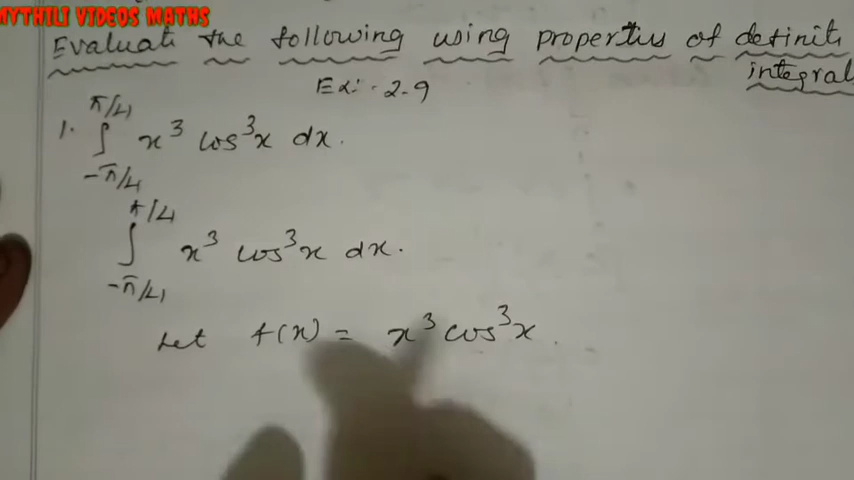 MYTHILI VIDEOS MATHS
Evaluate the following using properties of definite
integral
Ex:-2.9
1. ∫_{-π/4}^{π/4} x³ cos³x dx.
∫_{-π/4}^{π/4} x³ cos³x dx.
Let f(x) = x³ cos³x.